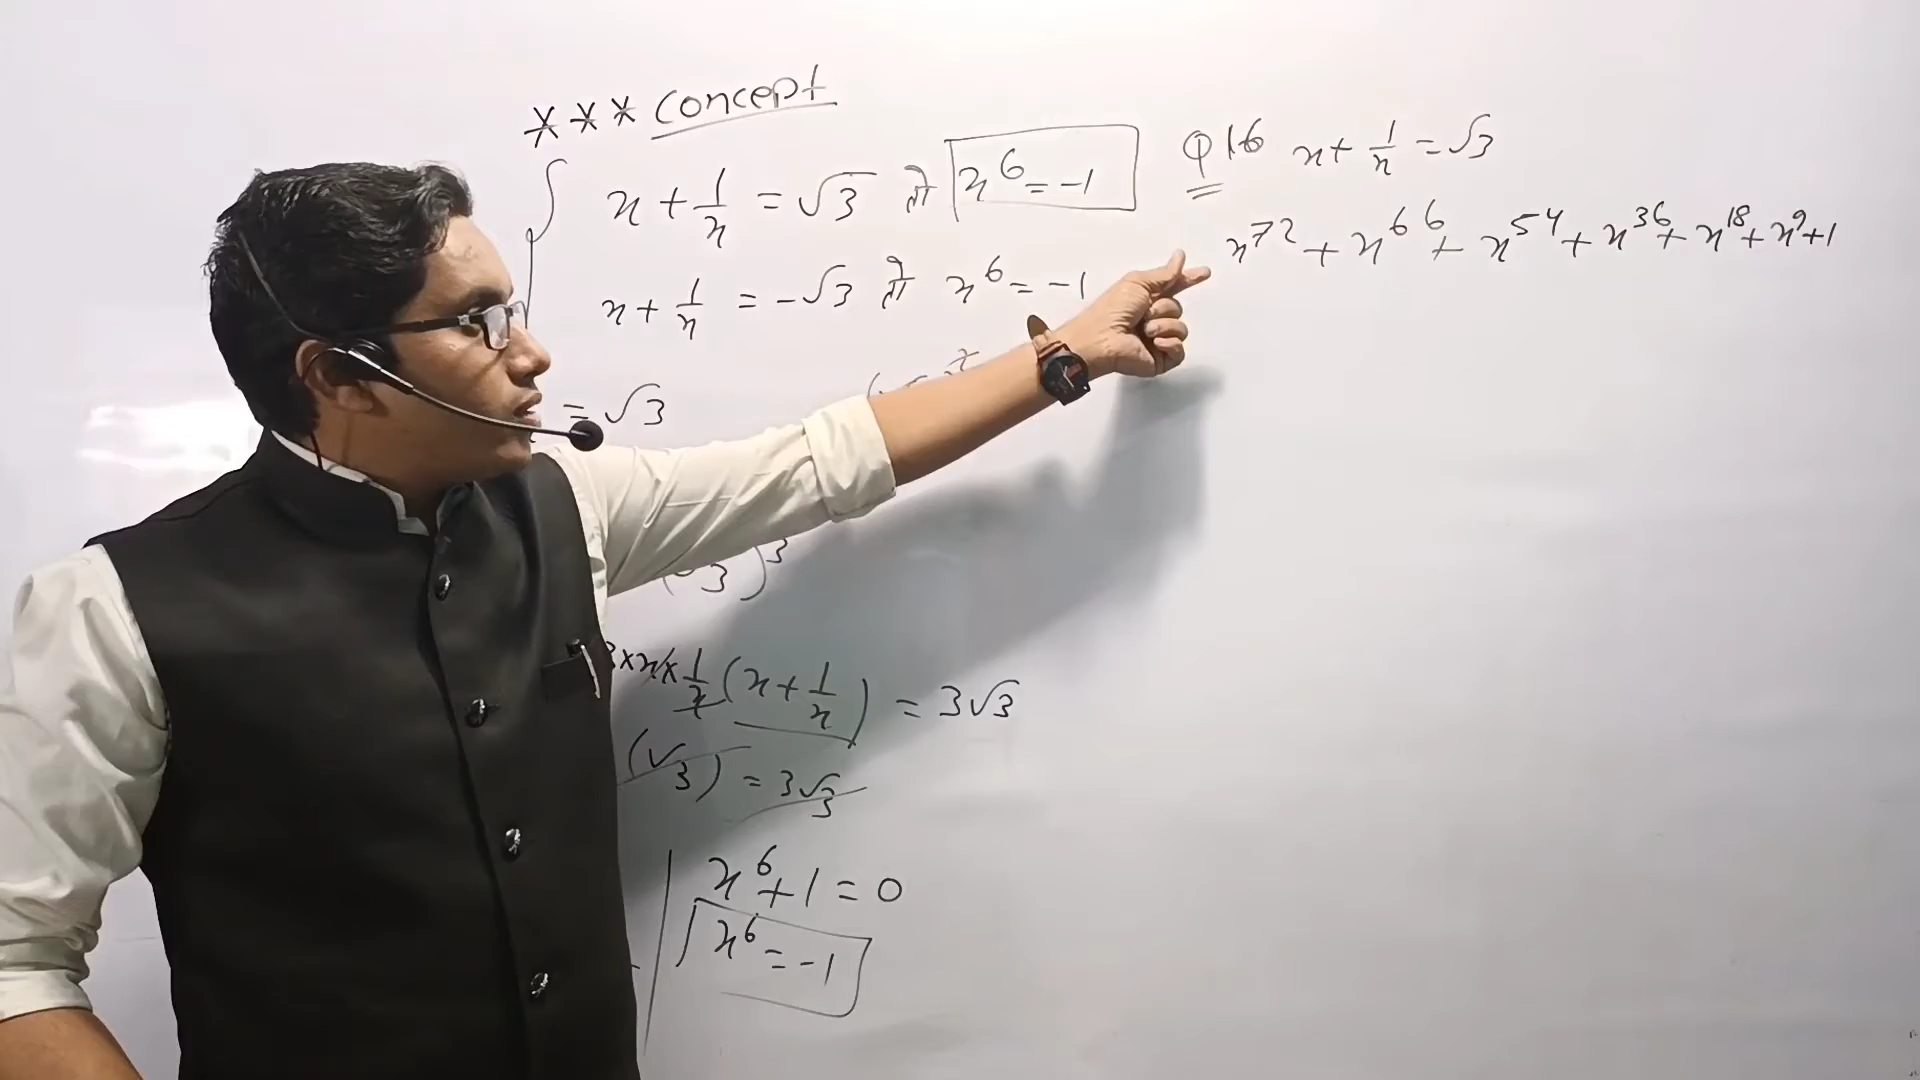 *** Concept
x + 1/x = √3 तो x⁶ = -1
x + 1/x = -√3 तो x⁶ = -1
= √3
)³
3×x×1/x(x + 1/x) = 3√3
(√3) = 3√3
x⁶ + 1 = 0
x⁶ = -1
Q 16 x + 1/x = √3
x⁷² + x⁶⁶ + x⁵⁴ + x³⁶ + x¹⁸ + x⁹ + 1